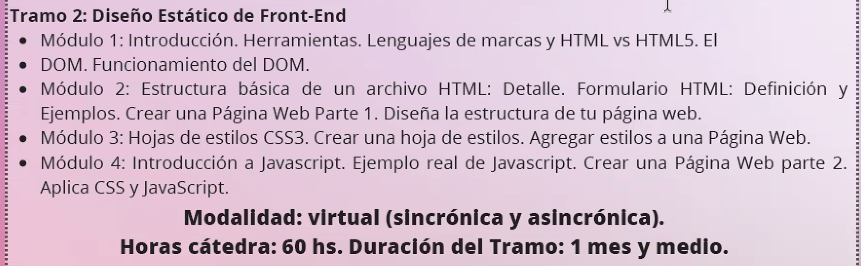 Tramo 2: Diseño Estático de Front-End
• Módulo 1: Introducción. Herramientas. Lenguajes de marcas y HTML vs HTML5. El
• DOM. Funcionamiento del DOM.
• Módulo 2: Estructura básica de un archivo HTML: Detalle. Formulario HTML: Definición y
Ejemplos. Crear una Página Web Parte 1. Diseña la estructura de tu página web.
• Módulo 3: Hojas de estilos CSS3. Crear una hoja de estilos. Agregar estilos a una Página Web.
• Módulo 4: Introducción a Javascript. Ejemplo real de Javascript. Crear una Página Web parte 2.
Aplica CSS y JavaScript.
Modalidad: virtual (sincrónica y asincrónica).
Horas cátedra: 60 hs. Duración del Tramo: 1 mes y medio.